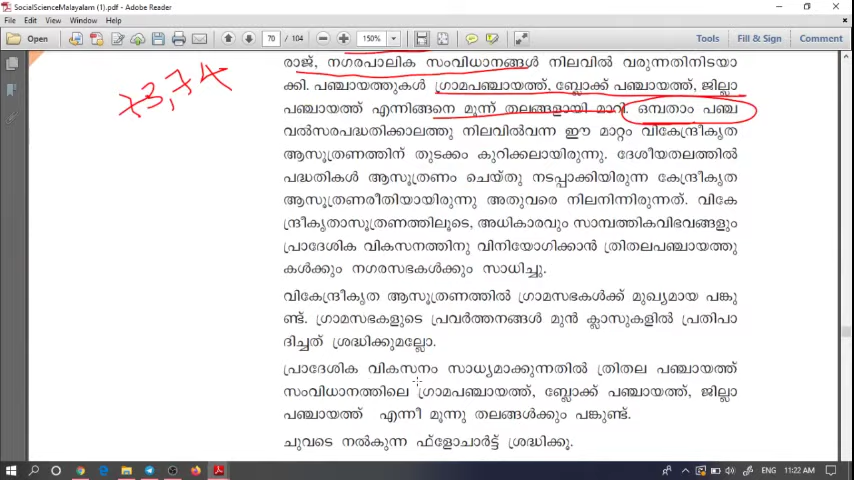 SocialScienceMalayalam (1).pdf - Adobe Reader
File Edit View Window Help
Open 70 / 104 150% Tools Fill & Sign Comment
രാജ്, നഗരപാലിക സംവിധാനങ്ങൾ നിലവിൽ വരുന്നതിനിടയാ
73,74
ക്കി. പഞ്ചായത്തുകൾ ഗ്രാമപഞ്ചായത്ത്, ബ്ലോക്ക് പഞ്ചായത്ത്, ജില്ലാ
പഞ്ചായത്ത് എന്നിങ്ങനെ മൂന്ന് തലങ്ങളായി മാറി. ഒമ്പതാം പഞ്ച
വൽസരപദ്ധതിക്കാലത്തു നിലവിൽവന്ന ഈ മാറ്റം വികേന്ദ്രീകൃത
ആസൂത്രണത്തിന് തുടക്കം കുറിക്കലായിരുന്നു. ദേശീയതലത്തിൽ
പദ്ധതികൾ ആസൂത്രണം ചെയ്തു നടപ്പാക്കിയിരുന്ന കേന്ദ്രീകൃത
ആസൂത്രണരീതിയായിരുന്നു അതുവരെ നിലനിന്നിരുന്നത്. വികേ
ന്ദ്രീകൃതാസൂത്രണത്തിലൂടെ, അധികാരവും സാമ്പത്തികവിഭവങ്ങളും
പ്രാദേശിക വികസനത്തിനു വിനിയോഗിക്കാൻ ത്രിതലപഞ്ചായത്തു
കൾക്കും നഗരസഭകൾക്കും സാധിച്ചു.
വികേന്ദ്രീകൃത ആസൂത്രണത്തിൽ ഗ്രാമസഭകൾക്ക് മുഖ്യമായ പങ്കു
ണ്ട്. ഗ്രാമസഭകളുടെ പ്രവർത്തനങ്ങൾ മുൻ ക്ലാസുകളിൽ പ്രതിപാ
ദിച്ചത് ശ്രദ്ധിക്കുമല്ലോ.
പ്രാദേശിക വികസനം സാധ്യമാക്കുന്നതിൽ ത്രിതല പഞ്ചായത്ത്
സംവിധാനത്തിലെ ഗ്രാമപഞ്ചായത്ത്, ബ്ലോക്ക് പഞ്ചായത്ത്, ജില്ലാ
പഞ്ചായത്ത് എന്നീ മൂന്നു തലങ്ങൾക്കും പങ്കുണ്ട്.
ചുവടെ നൽകുന്ന ഫ്ളോചാർട്ട് ശ്രദ്ധിക്കൂ.
ENG 11:22 AM